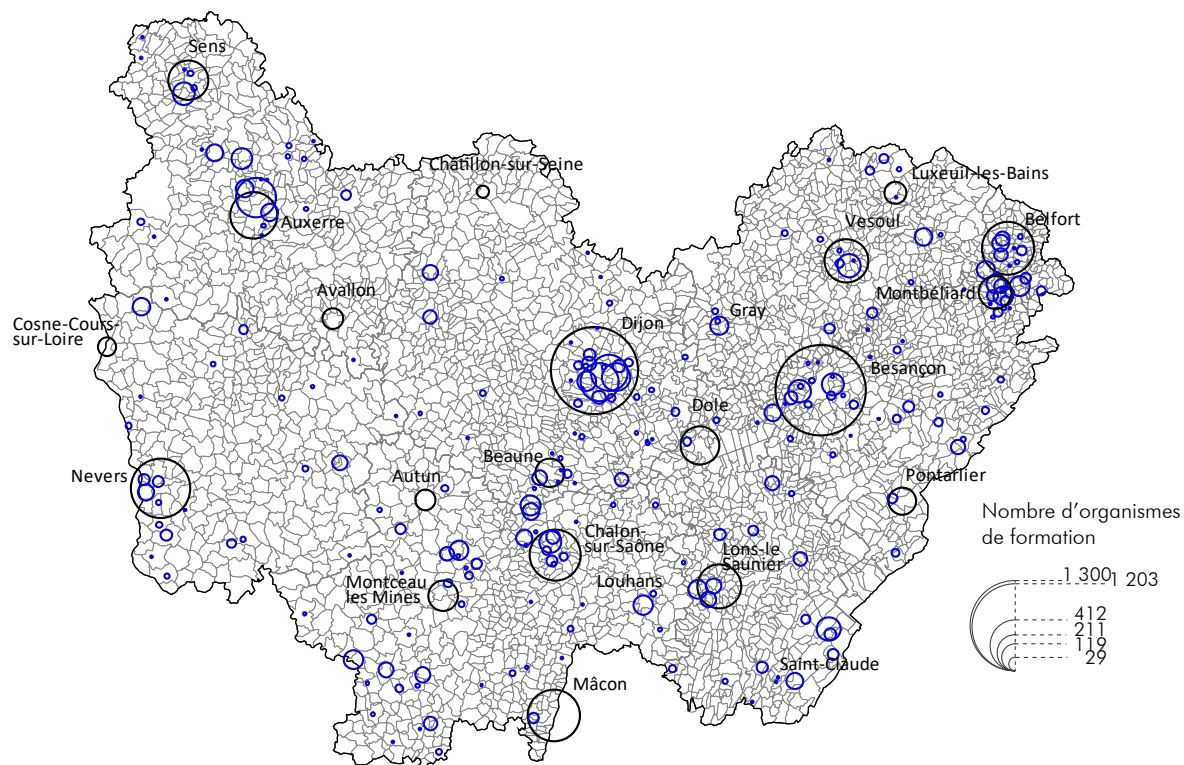 Sens
Châtillon-sur-Seine
Luxeuil-les-Bains
Auxerre
Vesoul
Belfort
Avallon
Montbéliard
Cosne-Cours-
sur-Loire
Dijon
Gray
Besançon
Dole
Nevers
Autun
Beaune
Pontarlier
Chalon-
sur-Saône
Lons-le
Saunier
Montceau
les Mines
Louhans
Saint-Claude
Mâcon
Nombre d’organismes
de formation
1 300
1 203
412
211
119
29